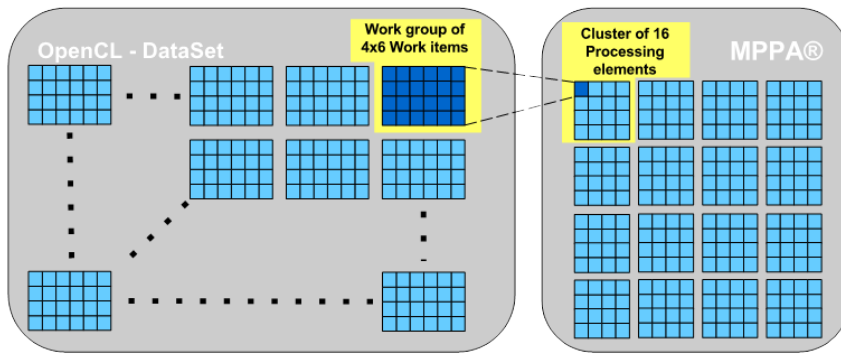 OpenCL - DataSet
Work group of
4x6 Work items
Cluster of 16
Processing
elements
MPPA®